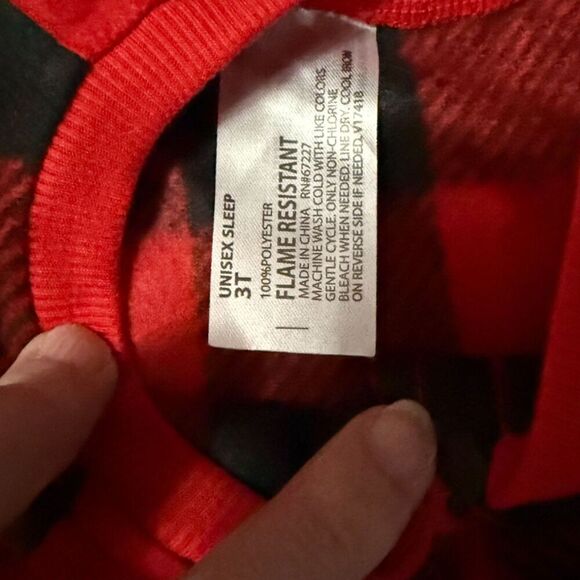 UNISEX SLEEP
3T
100%POLYESTER
FLAME RESISTANT
MADE IN CHINA RN#67227
MACHINE WASH COLD WITH LIKE COLORS
GENTLE CYCLE. ONLY NON-CHLORINE
BLEACH WHEN NEEDED. LINE DRY. COOL IRON
ON REVERSE SIDE IF NEEDED. V17418